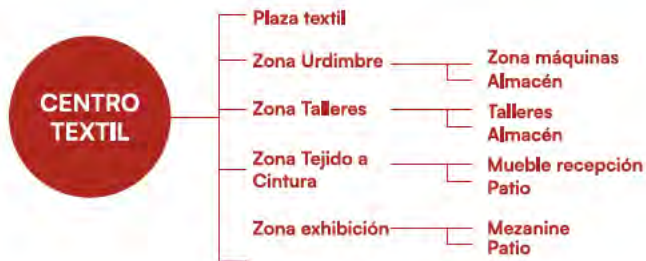 CENTRO
TEXTIL
Plaza textil
Zona Urdimbre
Zona máquinas
Almacén
Zona Talleres
Talleres
Almacén
Zona Tejido a
Cintura
Mueble recepción
Patio
Zona exhibición
Mezanine
Patio